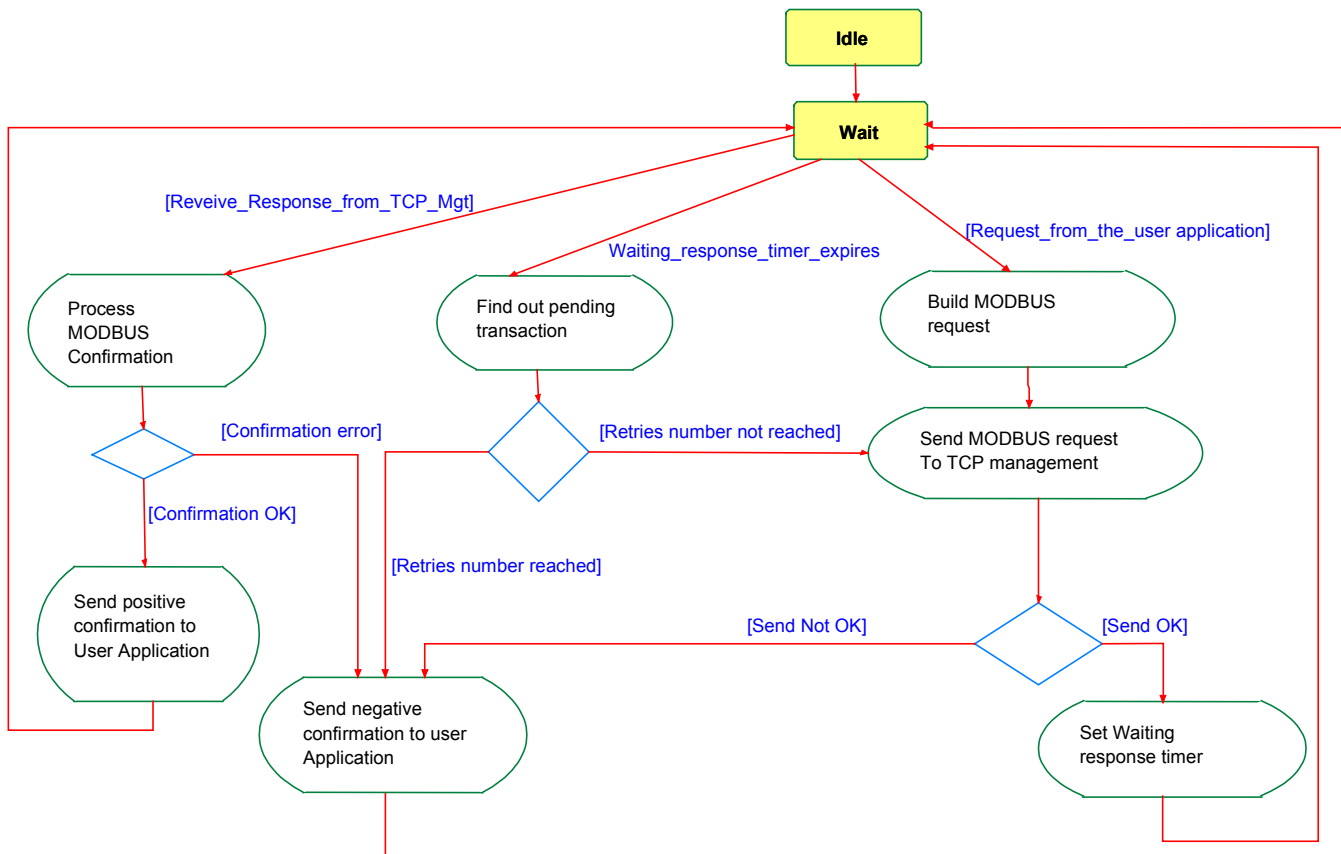 Idle
Wait
[Reveive_Response_from_TCP_Mgt]
Waiting_response_timer_expires
[Request_from_the_user application]
Process
MODBUS
Confirmation
Find out pending
transaction
Build MODBUS
request
[Confirmation error]
[Retries number not reached]
Send MODBUS request
To TCP management
[Confirmation OK]
[Retries number reached]
Send positive
confirmation to
User Application
[Send Not OK]
[Send OK]
Send negative
confirmation to user
Application
Set Waiting
response timer